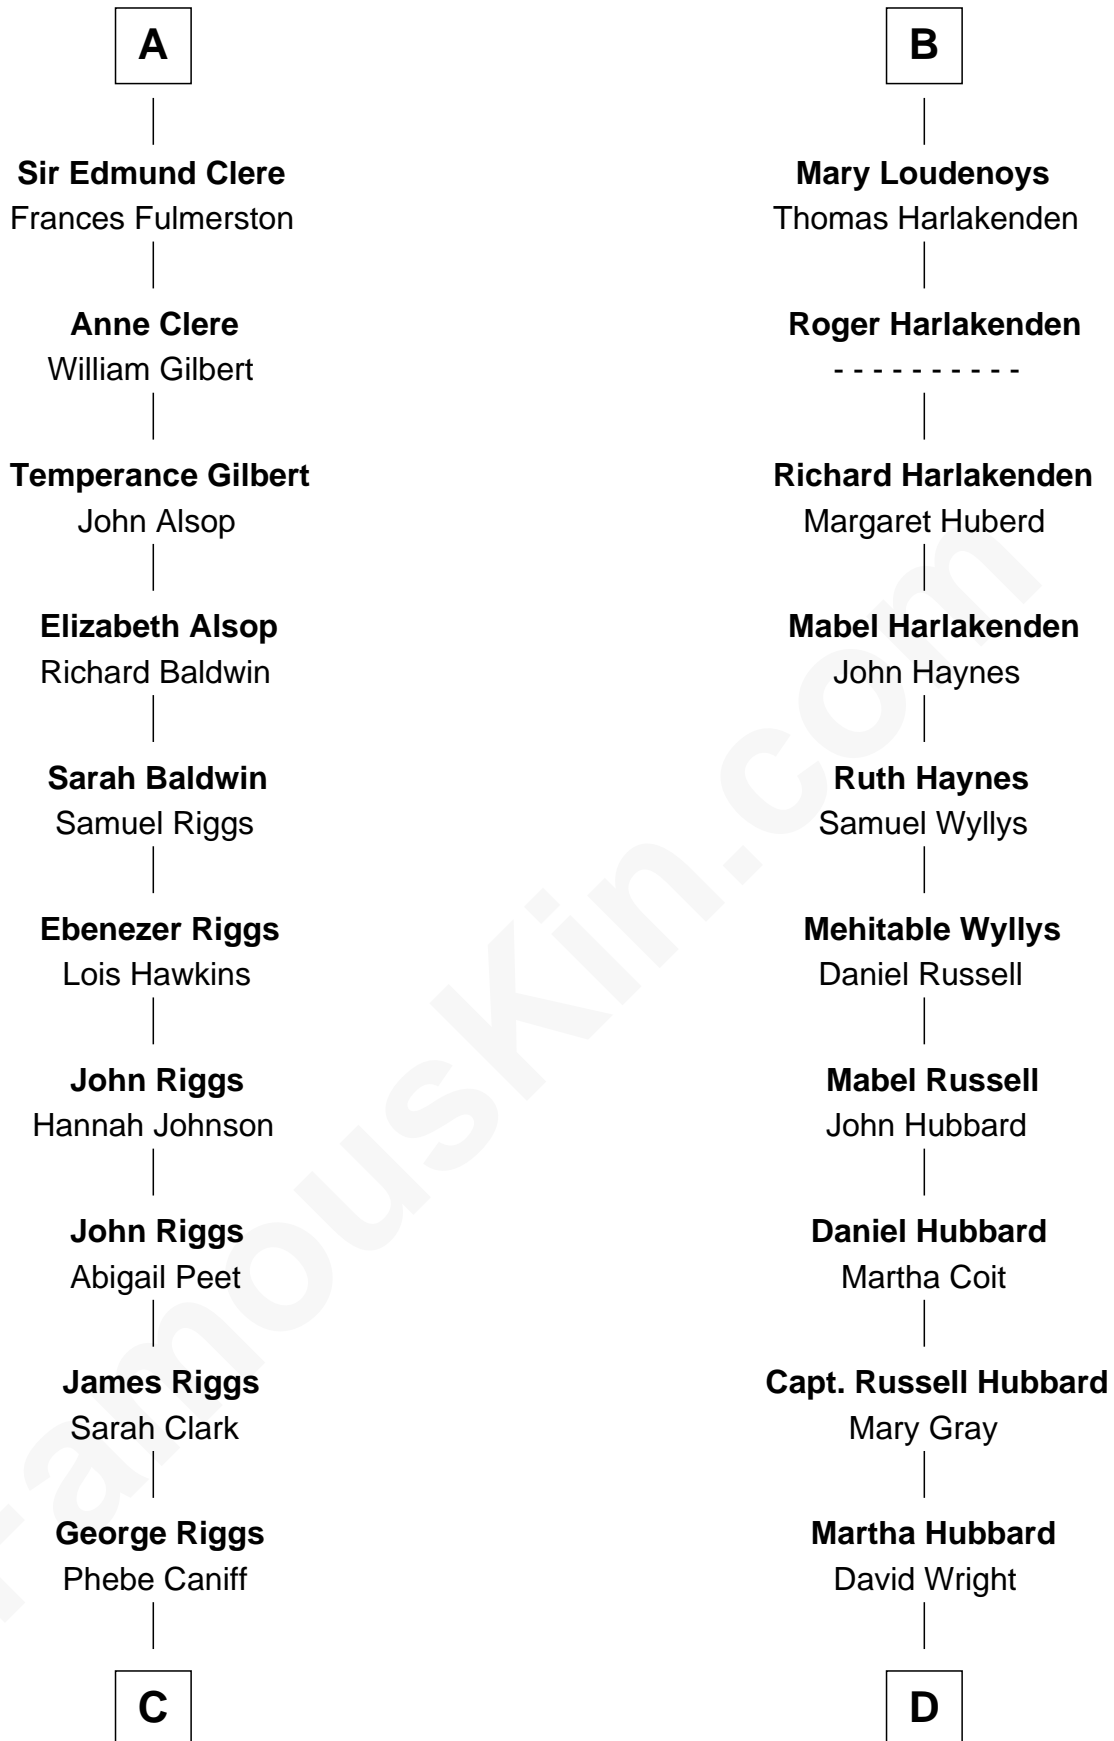 A
Sir Edmund Clere
Frances Fulmerston
Anne Clere
William Gilbert
Temperance Gilbert
John Alsop
Elizabeth Alsop
Richard Baldwin
Sarah Baldwin
Samuel Riggs
Ebenezer Riggs
Lois Hawkins
John Riggs
Hannah Johnson
John Riggs
Abigail Peet
James Riggs
Sarah Clark
George Riggs
Phebe Caniff
C
B
Mary Loudenoys
Thomas Harlakenden
Roger Harlakenden
- - - - - - - - - -
Richard Harlakenden
Margaret Huberd
Mabel Harlakenden
John Haynes
Ruth Haynes
Samuel Wyllys
Mehitable Wyllys
Daniel Russell
Mabel Russell
John Hubbard
Daniel Hubbard
Martha Coit
Capt. Russell Hubbard
Mary Gray
Martha Hubbard
David Wright
D
FamousKin.com